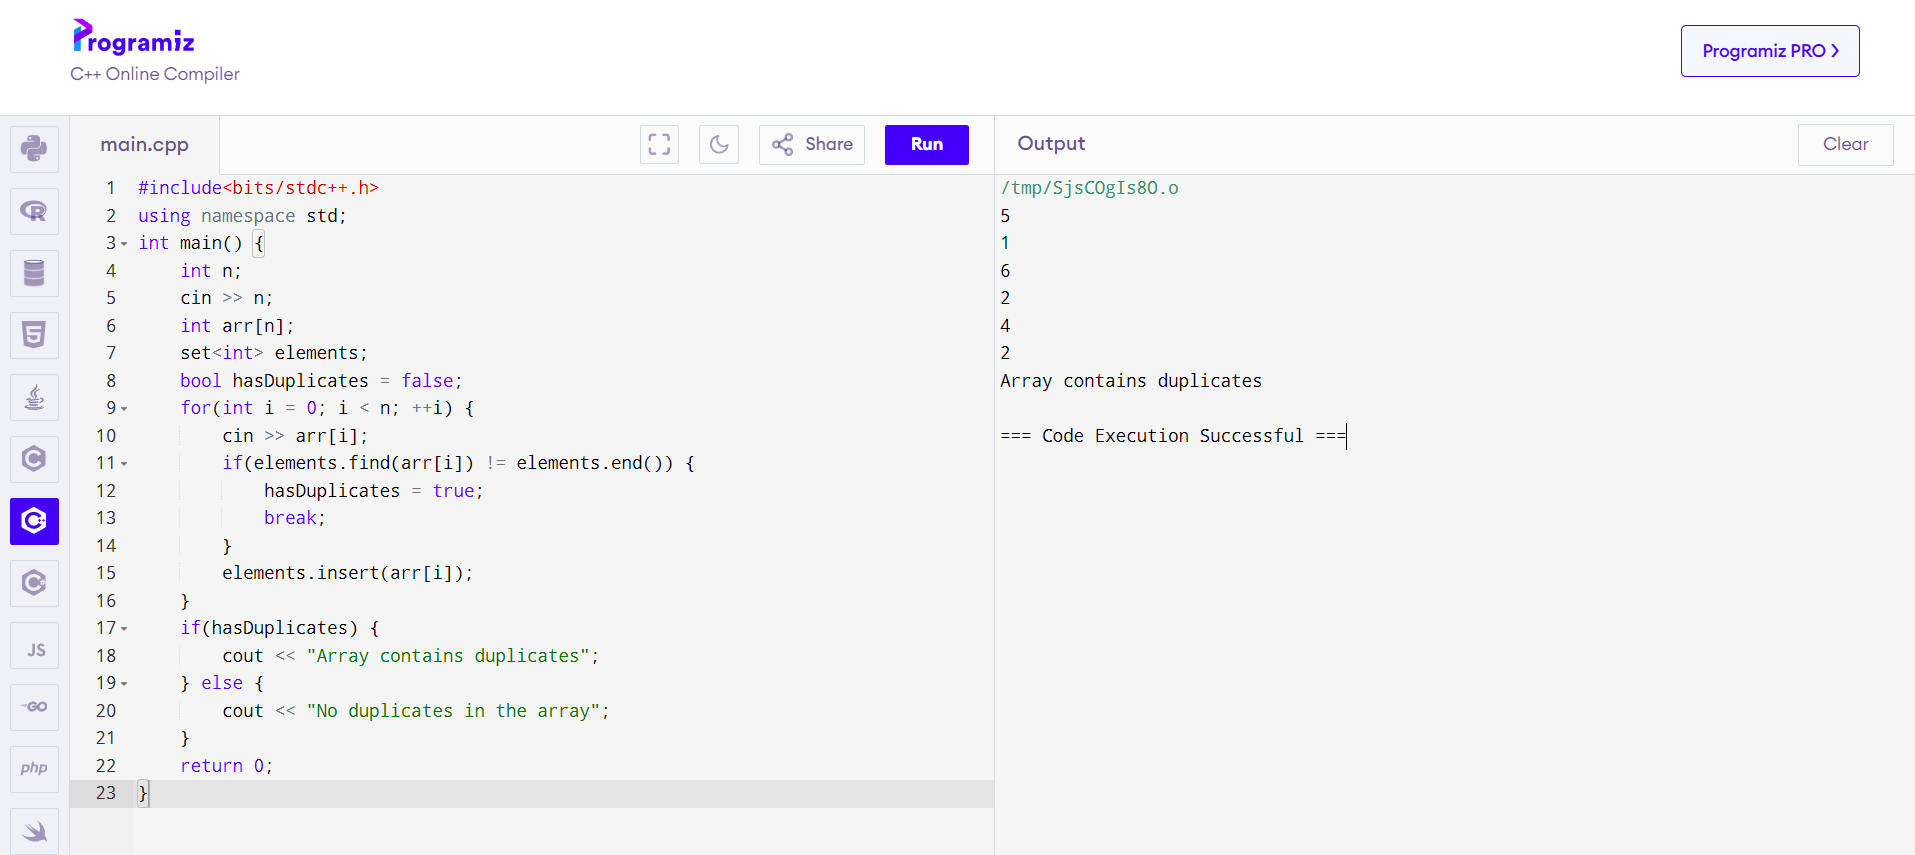 Programiz
C++ Online Compiler
Programiz PRO
main.cpp
Share
Run
Output
Clear
1 #include<bits/stdc++.h>
2 using namespace std;
3 int main() {
4 int n;
5 cin >> n;
6 int arr[n];
7 set<int> elements;
8 bool hasDuplicates = false;
9 for(int i = 0; i < n; ++i) {
10 cin >> arr[i];
11 if(elements.find(arr[i]) != elements.end()) {
12 hasDuplicates = true;
13 break;
14 }
15 elements.insert(arr[i]);
16 }
17 if(hasDuplicates) {
18 cout << "Array contains duplicates";
19 } else {
20 cout << "No duplicates in the array";
21 }
22 return 0;
23 }
/tmp/SjsCOgIs8O.o
5
1
6
2
4
2
Array contains duplicates
=== Code Execution Successful ===
R
5
C
C+
C#
JS
GO
php